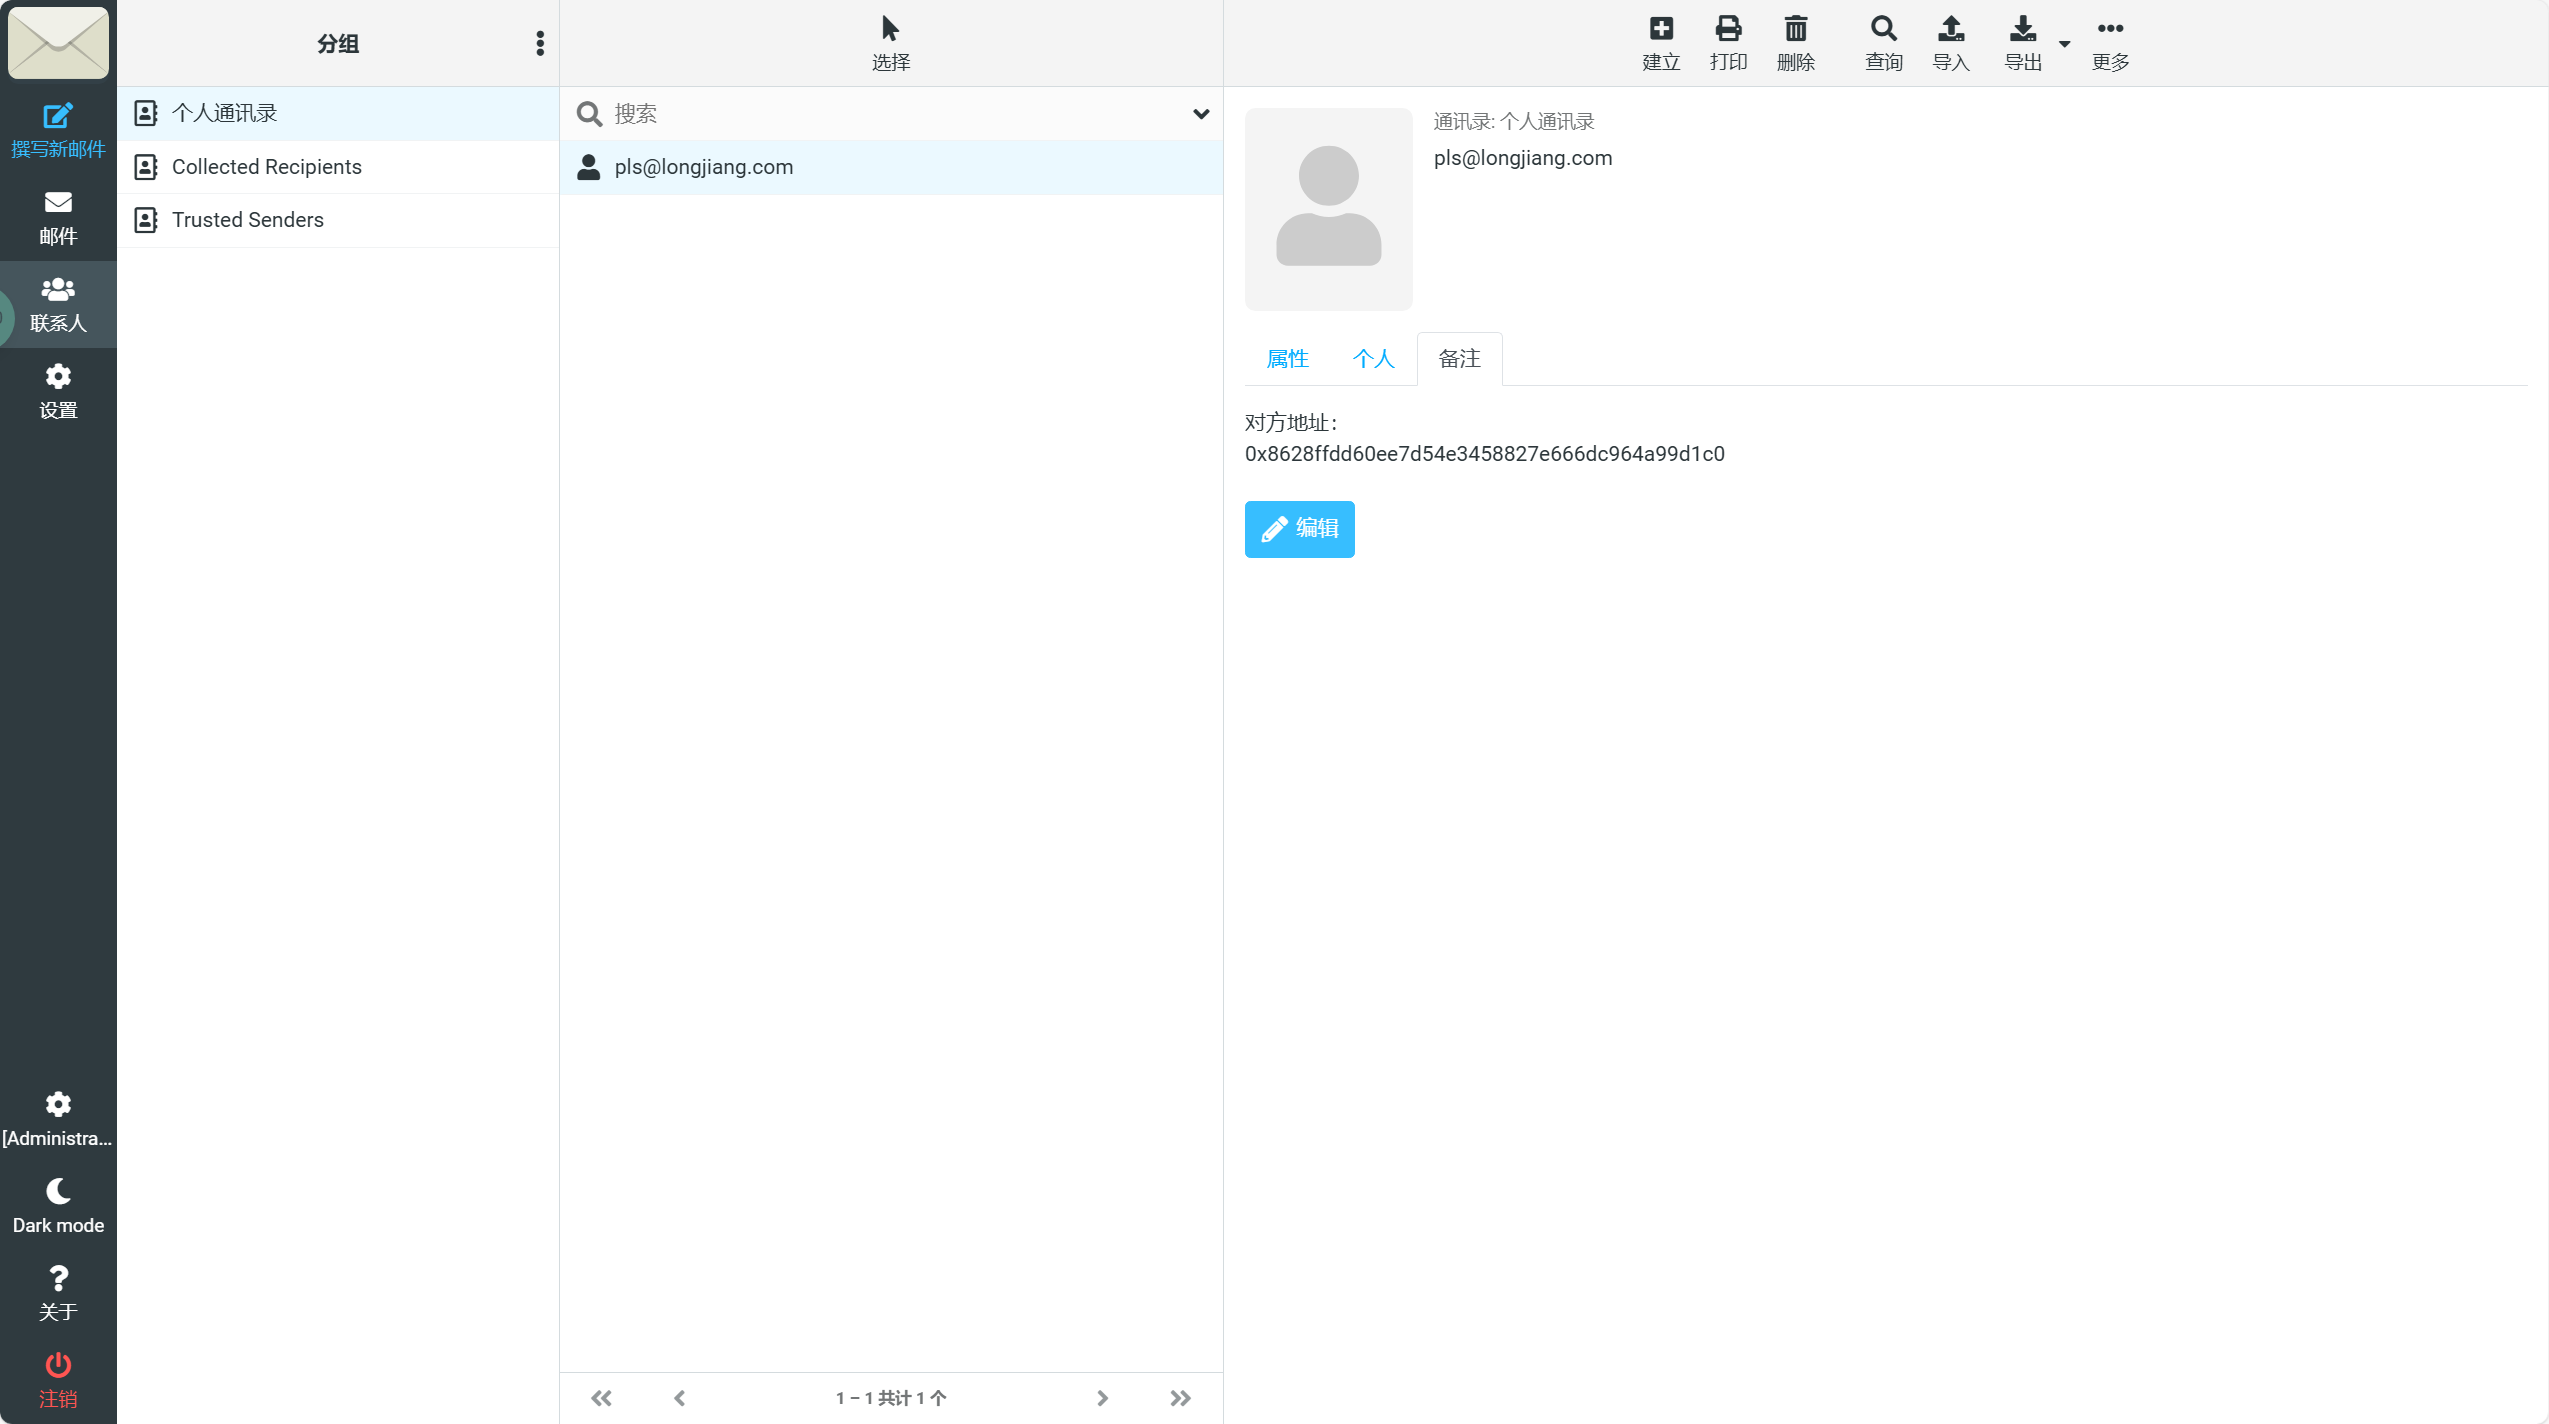 撰写新邮件
邮件
联系人
设置
[Administra...
Dark mode
关于
注销
分组
个人通讯录
Collected Recipients
Trusted Senders
选择
搜索
pls@longjiang.com
1 – 1 共计 1 个
建立
打印
删除
查询
导入
导出
更多
通讯录: 个人通讯录
pls@longjiang.com
属性
个人
备注
对方地址：
0x8628ffdd60ee7d54e3458827e666dc964a99d1c0
编辑